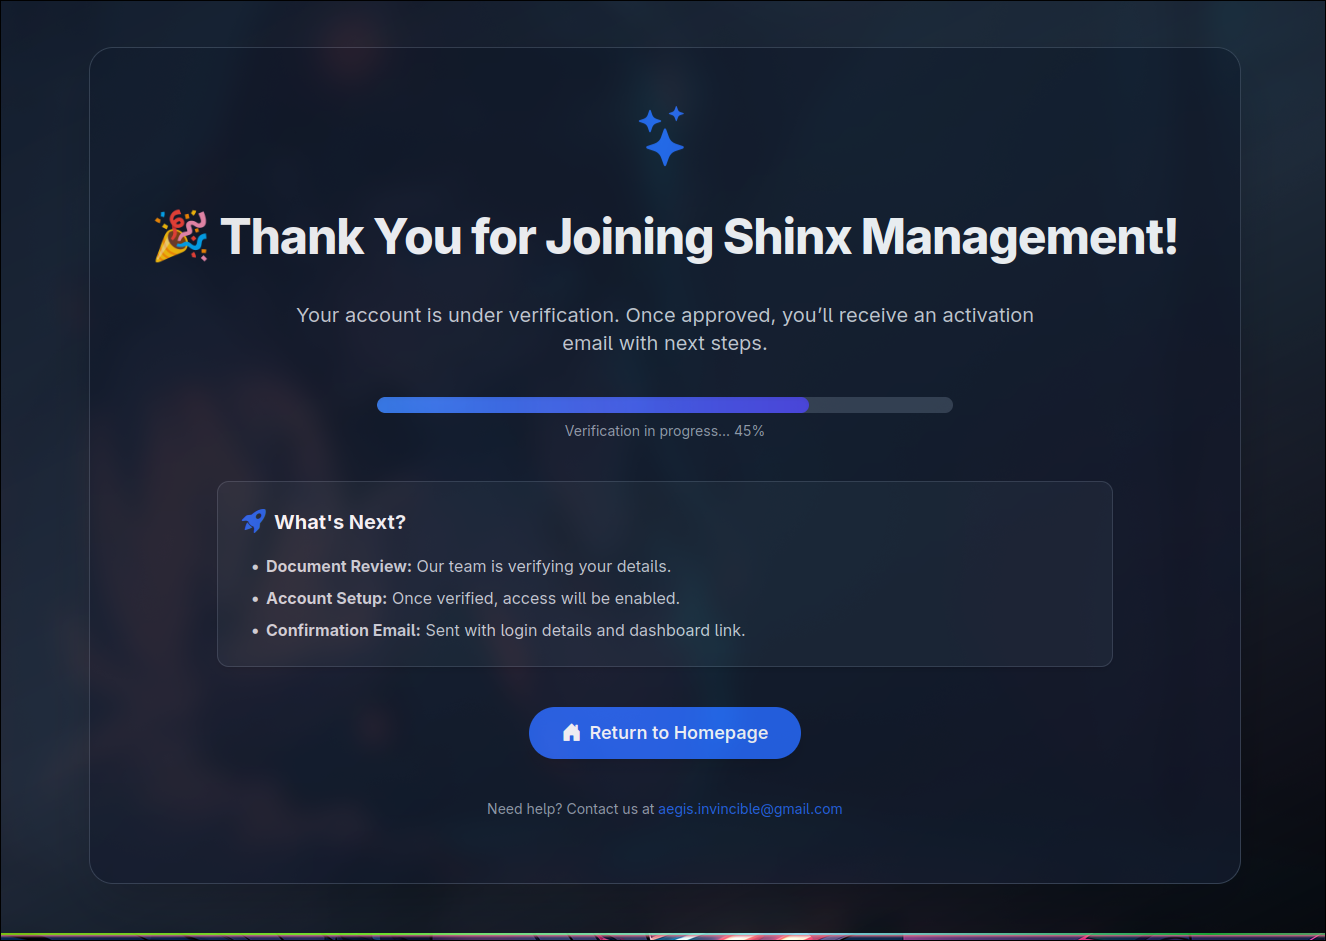 🎉 Thank You for Joining Shinx Management!
Your account is under verification. Once approved, you’ll receive an activation
email with next steps.
Verification in progress... 45%
What's Next?
• Document Review: Our team is verifying your details.
• Account Setup: Once verified, access will be enabled.
• Confirmation Email: Sent with login details and dashboard link.
Return to Homepage
Need help? Contact us at aegis.invincible@gmail.com